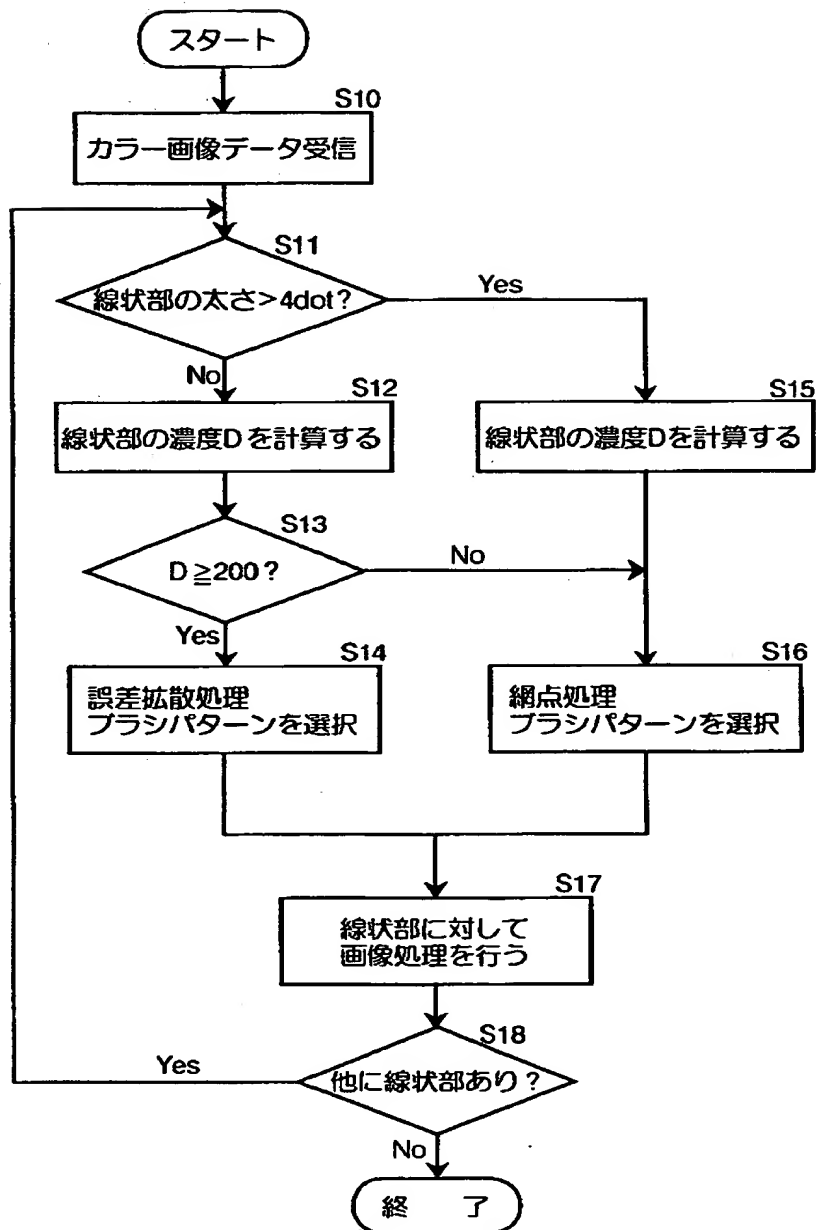 スタート
S10
カラー画像データ受信
S11
線状部の太さ>4dot?
Yes
No
S12
線状部の濃度Dを計算する
S15
線状部の濃度Dを計算する
S13
D≧200?
No
Yes
S14
誤差拡散処理
ブラシパターンを選択
S16
網点処理
ブラシパターンを選択
S17
線状部に対して
画像処理を行う
S18
他に線状部あり?
Yes
No
終 了